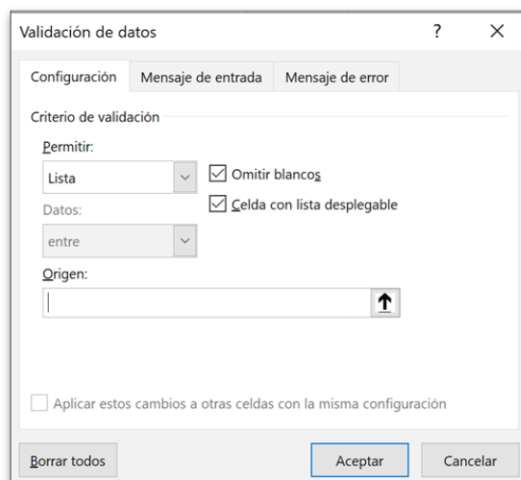 Validación de datos
Configuración Mensaje de entrada Mensaje de error
Criterio de validación
Permitir:
Lista Omitir blancos
Datos: Celda con lista desplegable
entre
Origen:
Aplicar estos cambios a otras celdas con la misma configuración
Borrar todos Aceptar Cancelar